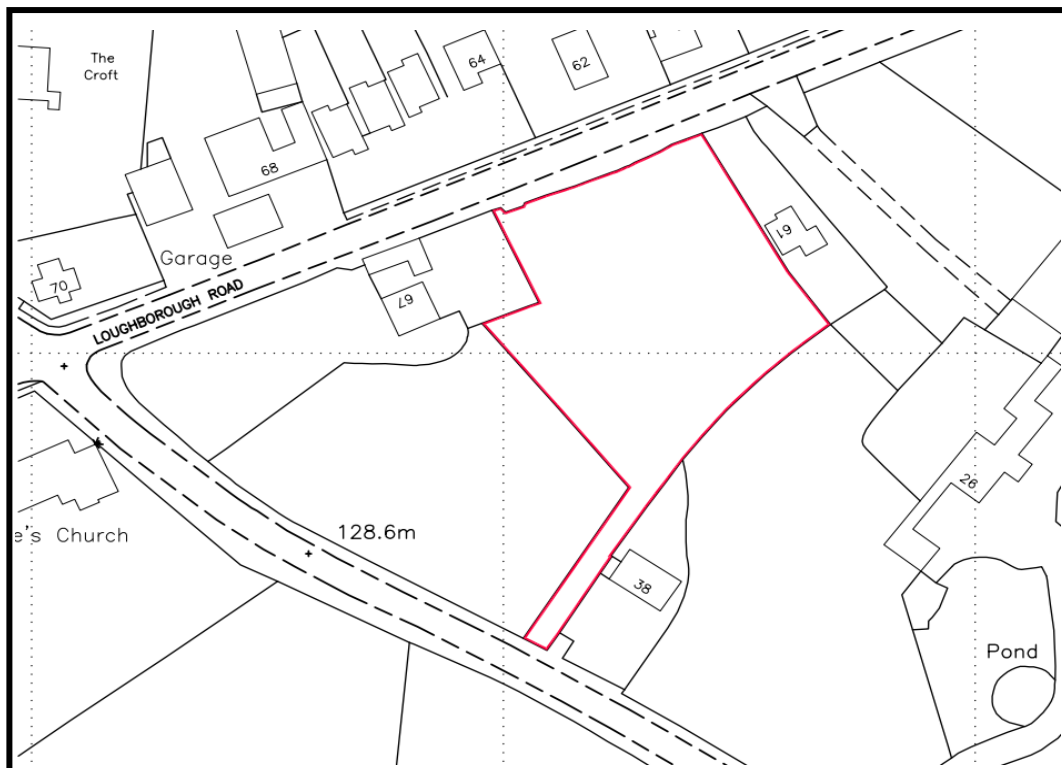 The
Croft
64
62
68
61
Garage
70
LOUGHBOROUGH ROAD
67
26
e's Church
128.6m
38
Pond